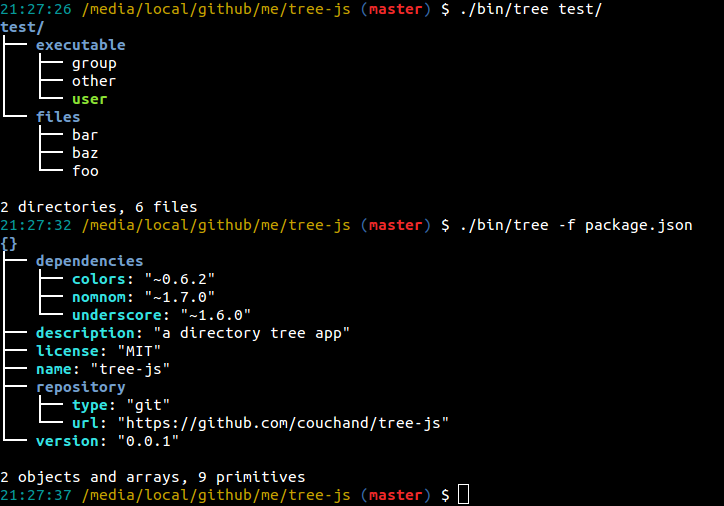 21:27:26 /media/local/github/me/tree-js (master) $ ./bin/tree test/
test/
├── executable
│   ├── group
│   ├── other
│   └── user
└── files
    ├── bar
    ├── baz
    └── foo

2 directories, 6 files
21:27:32 /media/local/github/me/tree-js (master) $ ./bin/tree -f package.json
{}
├── dependencies
│   ├── colors: "~0.6.2"
│   ├── nomnom: "~1.7.0"
│   └── underscore: "~1.6.0"
├── description: "a directory tree app"
├── license: "MIT"
├── name: "tree-js"
├── repository
│   ├── type: "git"
│   └── url: "https://github.com/couchand/tree-js"
└── version: "0.0.1"

2 objects and arrays, 9 primitives
21:27:37 /media/local/github/me/tree-js (master) $